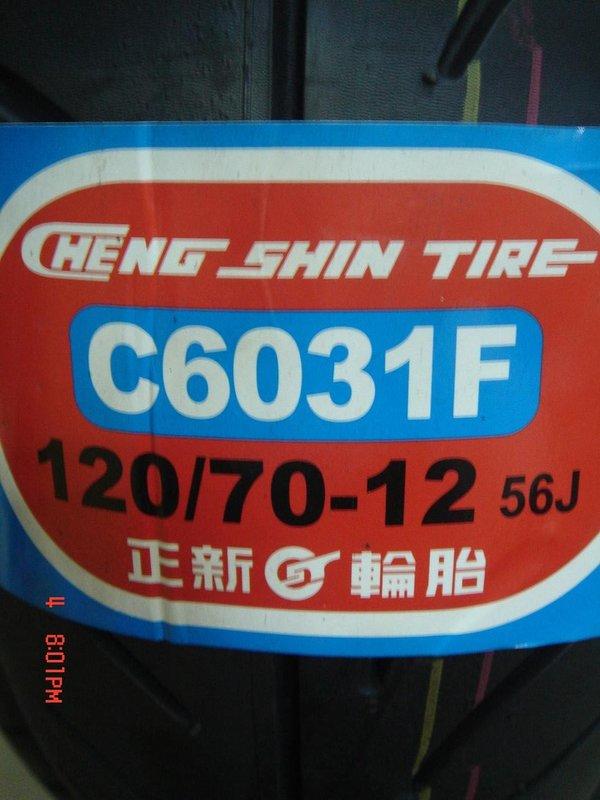 CHENG SHIN TIRE
C6031F
120/70-12 56J
正新 輪胎
4 8:01PM